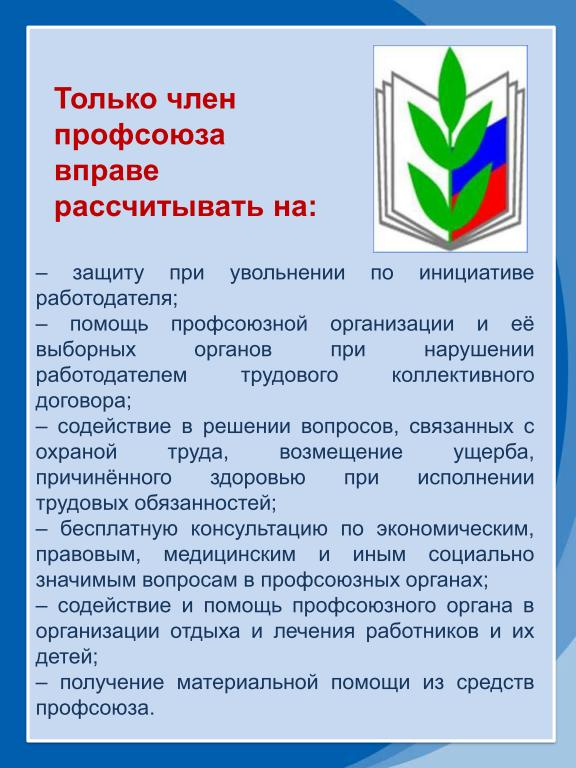 Только член
профсоюза
вправе
рассчитывать на:
– защиту при увольнении по инициативе
работодателя;
– помощь профсоюзной организации и её
выборных органов при нарушении
работодателем трудового коллективного
договора;
– содействие в решении вопросов, связанных с
охраной труда, возмещение ущерба,
причинённого здоровью при исполнении
трудовых обязанностей;
– бесплатную консультацию по экономическим,
правовым, медицинским и иным социально
значимым вопросам в профсоюзных органах;
– содействие и помощь профсоюзного органа в
организации отдыха и лечения работников и их
детей;
– получение материальной помощи из средств
профсоюза.